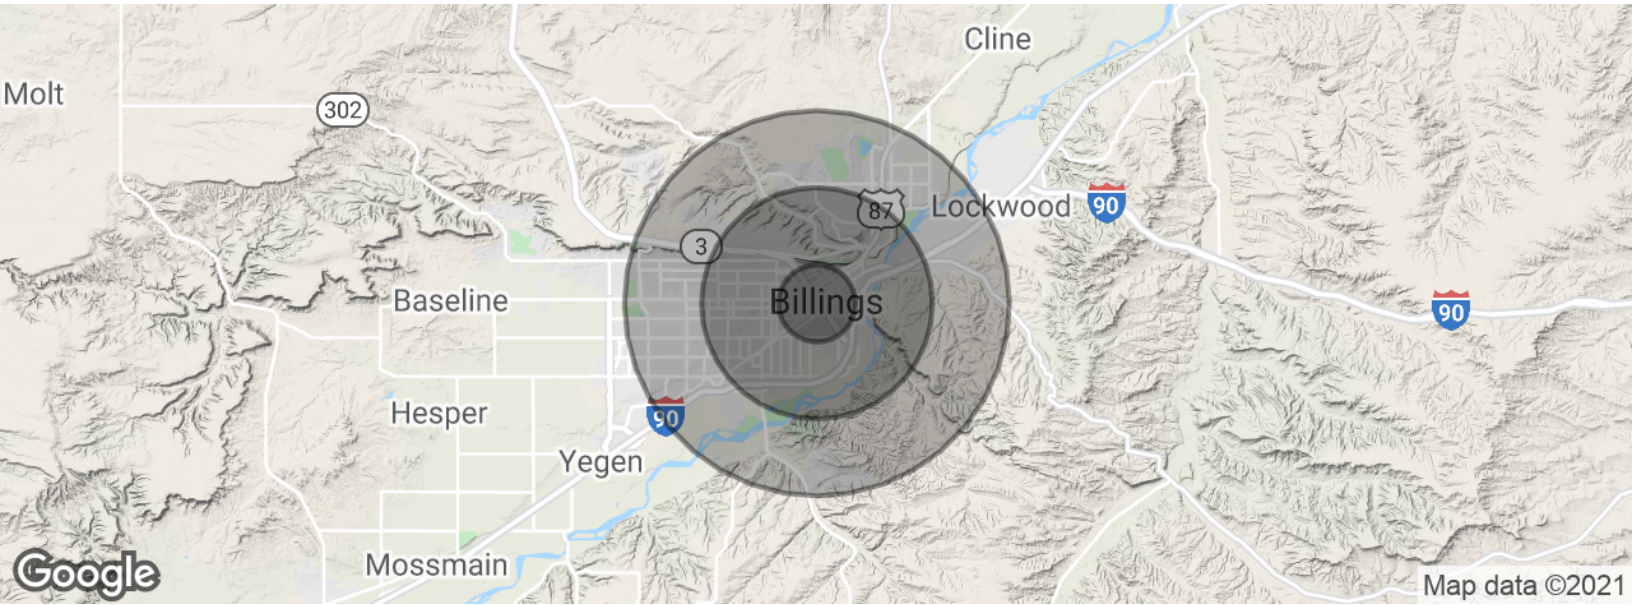 Cline
Molt
302
Lockwood
90
87
3
Baseline
Billings
90
Hesper
90
Yegen
Mossmain
Google
Map data ©2021